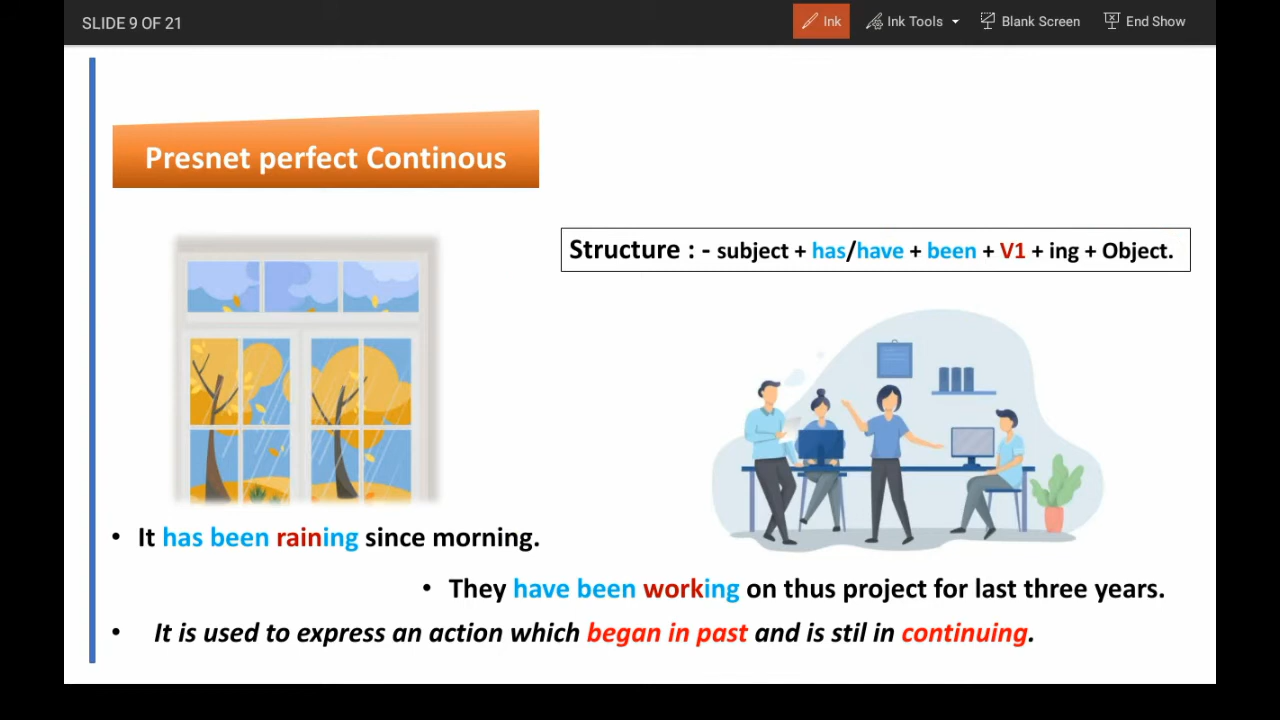 SLIDE 9 OF 21
Ink
Ink Tools
Blank Screen
End Show
Presnet perfect Continous
Structure : - subject + has/have + been + V1 + ing + Object.
• It has been raining since morning.
• They have been working on thus project for last three years.
• It is used to express an action which began in past and is stil in continuing.